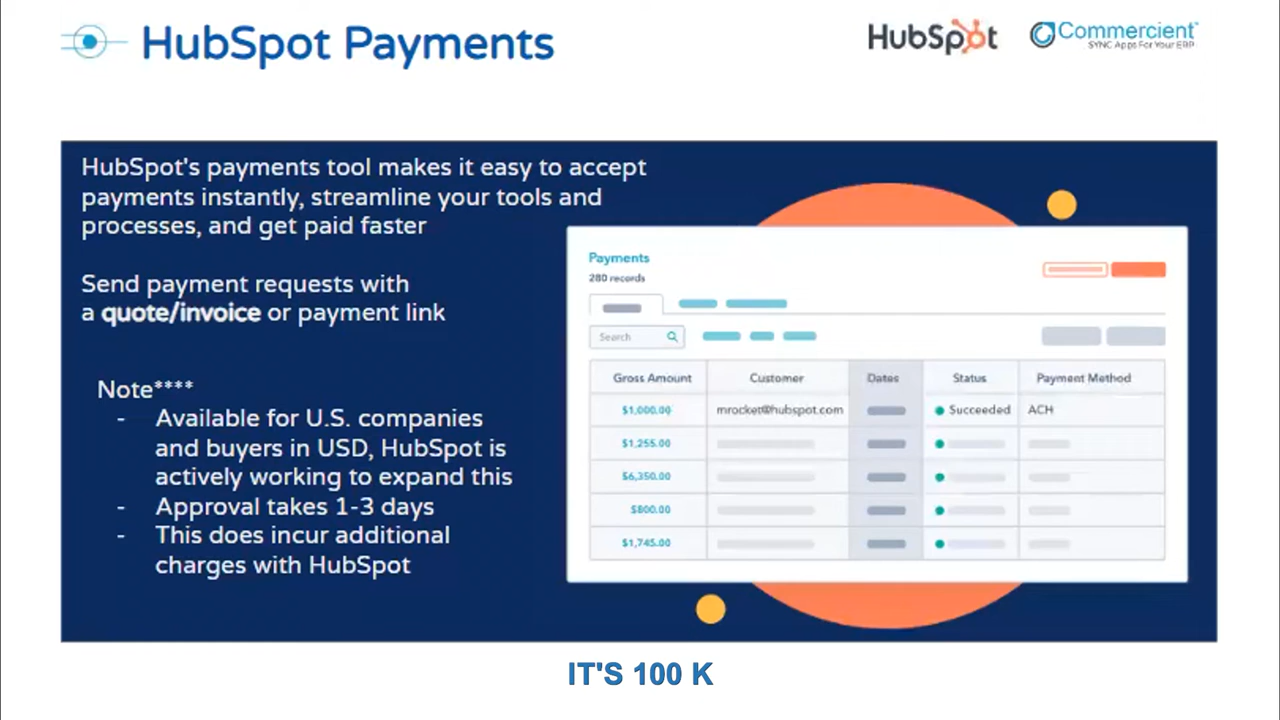 HubSpot Payments
HubSpot
Commercient
SYNC Apps For Your ERP
HubSpot's payments tool makes it easy to accept
payments instantly, streamline your tools and
processes, and get paid faster
Send payment requests with
a quote/invoice or payment link
Note****
- Available for U.S. companies
and buyers in USD, HubSpot is
actively working to expand this
- Approval takes 1-3 days
- This does incur additional
charges with HubSpot
Payments
280 records
Search
Gross Amount Customer Dates Status Payment Method
$1,000.00 mrocket@hubspot.com Succeeded ACH
$1,255.00
$6,350.00
$800.00
$1,745.00
IT'S 100 K